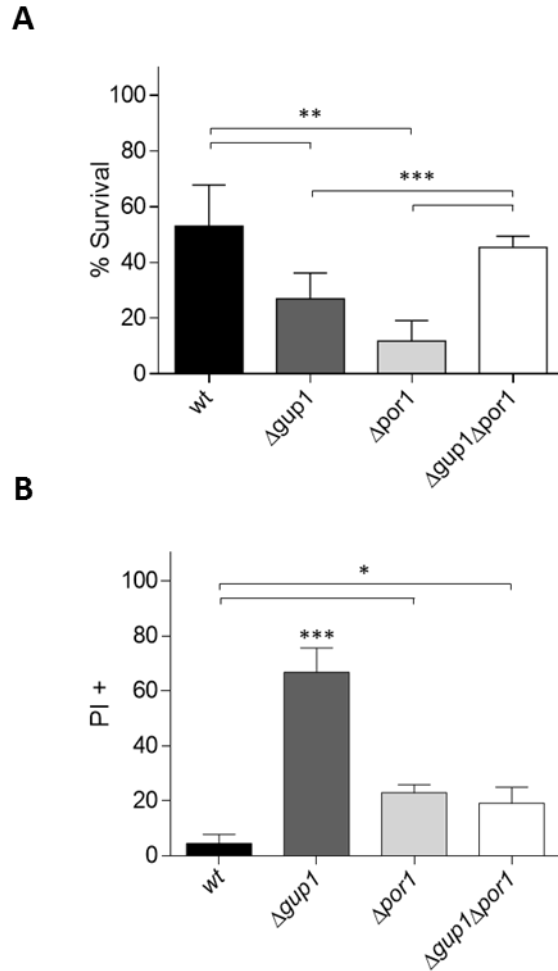 A
% Survival
100
80
60
40
20
0
**
***
wt
Δgup1
Δpor1
Δgup1Δpor1
B
PI +
100
80
60
40
20
0
*
***
wt
Δgup1
Δpor1
Δgup1Δpor1